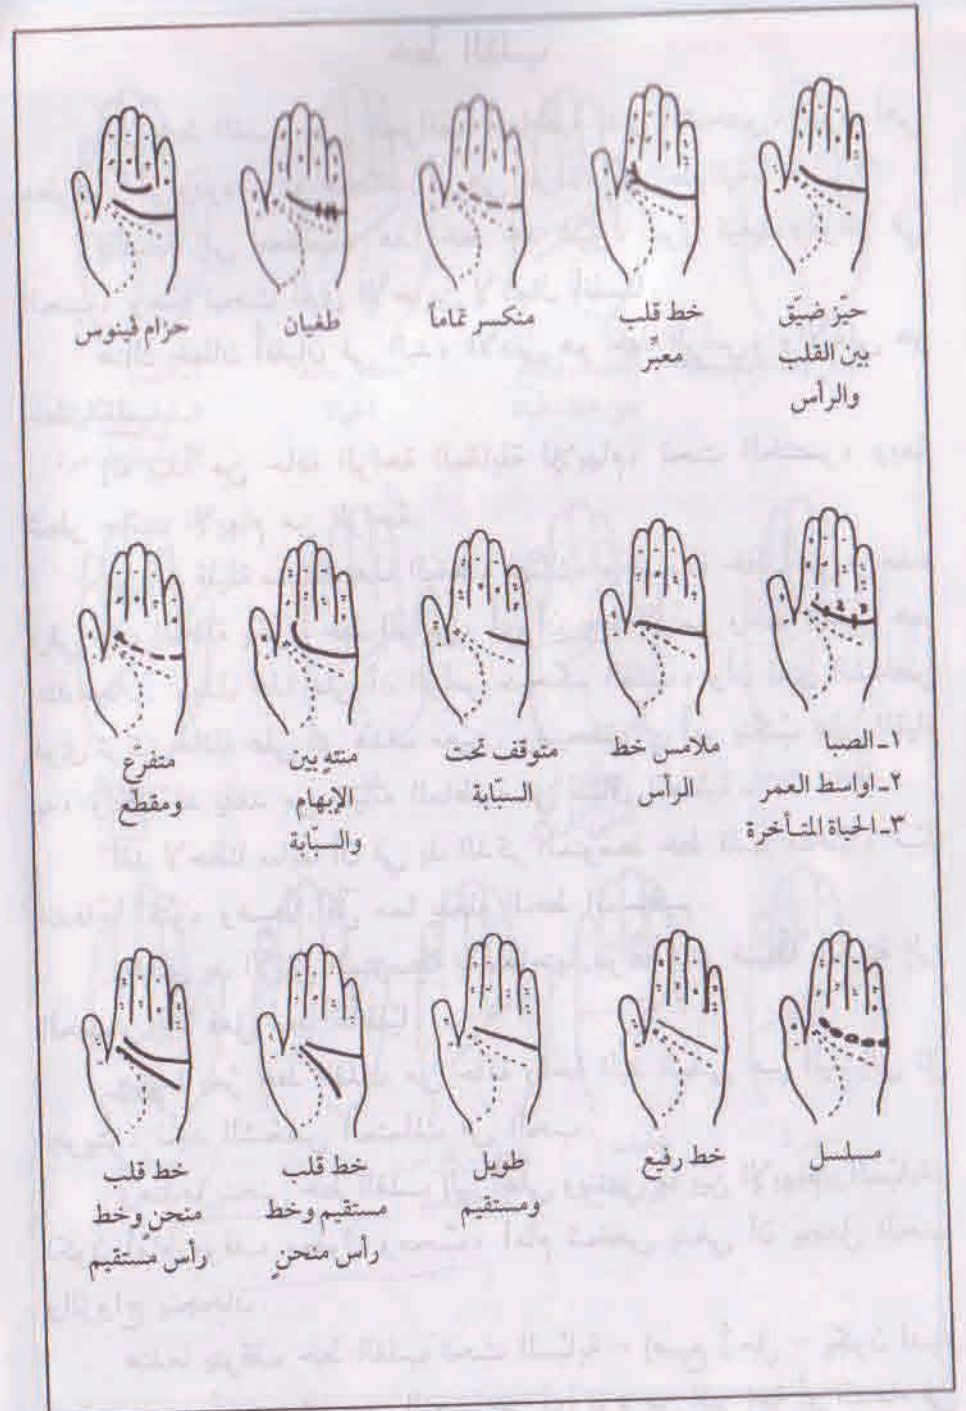 حيّز ضيّق
بين القلب
والرأس
خط قلب
معبّر
منكسر تماماً
طغيان
حزام ڤينوس
١ـ الصبا
٢ـ اواسط العمر
٣ـ الحياة المتأخرة
ملامس خط
الرأس
متوقف تحت
السبّابة
منتهٍ بين
الإبهام
والسبّابة
متفرّع
ومقطّع
مسلسل
خط رفيع
طويل
ومستقيم
خط قلب
مستقيم وخط
رأس منحنٍ
خط قلب
منحنٍ وخط
رأس مستقيم